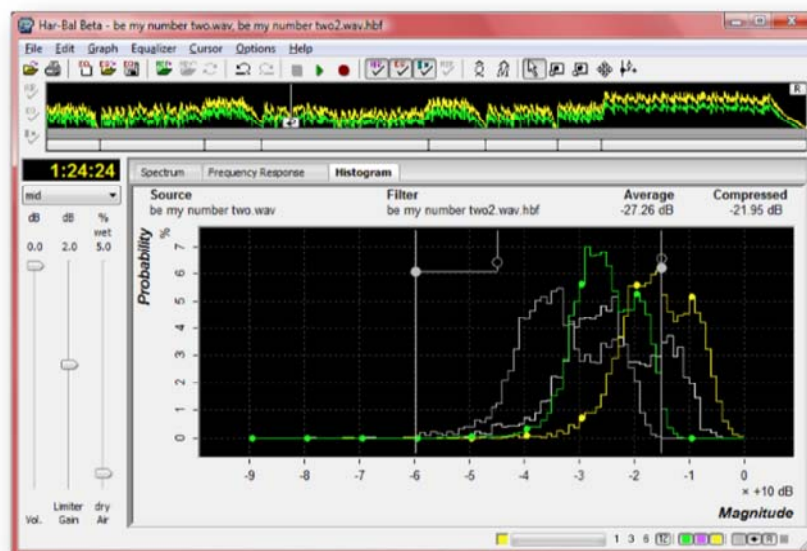 Har-Bal Beta - be my number two.wav, be my number two2.wav.hbf
File Edit Graph Equalizer Cursor Options Help
R
1:24:24
Spectrum Frequency Response Histogram
mid
Source Filter Average Compressed
be my number two.wav be my number two2.wav.hbf -27.26 dB -21.95 dB
dB dB %
wet
0.0 2.0 5.0
Probability
%
7
6
5
4
3
2
1
0
-9 -8 -7 -6 -5 -4 -3 -2 -1 0
× +10 dB
Magnitude
Limiter dry
Vol. Gain Air
1 3 6 12 R